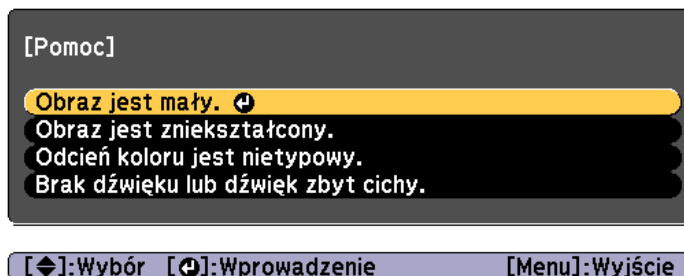 [Pomoc]
Obraz jest mały.
Obraz jest zniekształcony.
Odcień koloru jest nietypowy.
Brak dźwięku lub dźwięk zbyt cichy.
[◆]:Wybór [⏎]:Wprowadzenie [Menu]:Wyjście